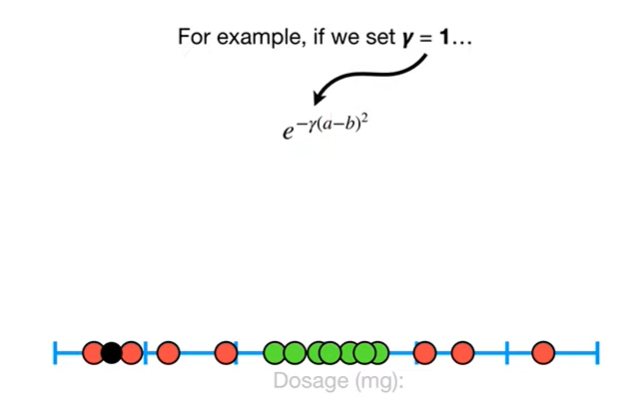 For example, if we set γ = 1…
e^{-γ(a-b)^2}
Dosage (mg):